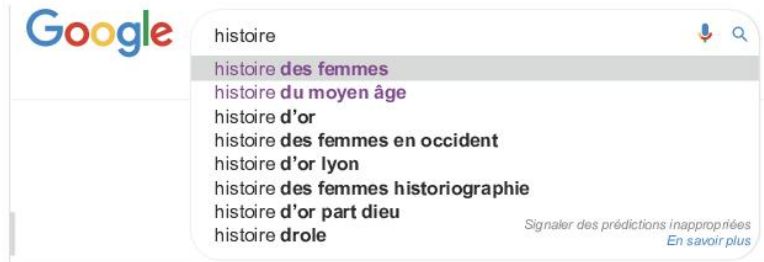 Google
histoire
histoire des femmes
histoire du moyen âge
histoire d'or
histoire des femmes en occident
histoire d'or lyon
histoire des femmes historiographie
histoire d'or part dieu
histoire drole
Signaler des prédictions inappropriées
En savoir plus